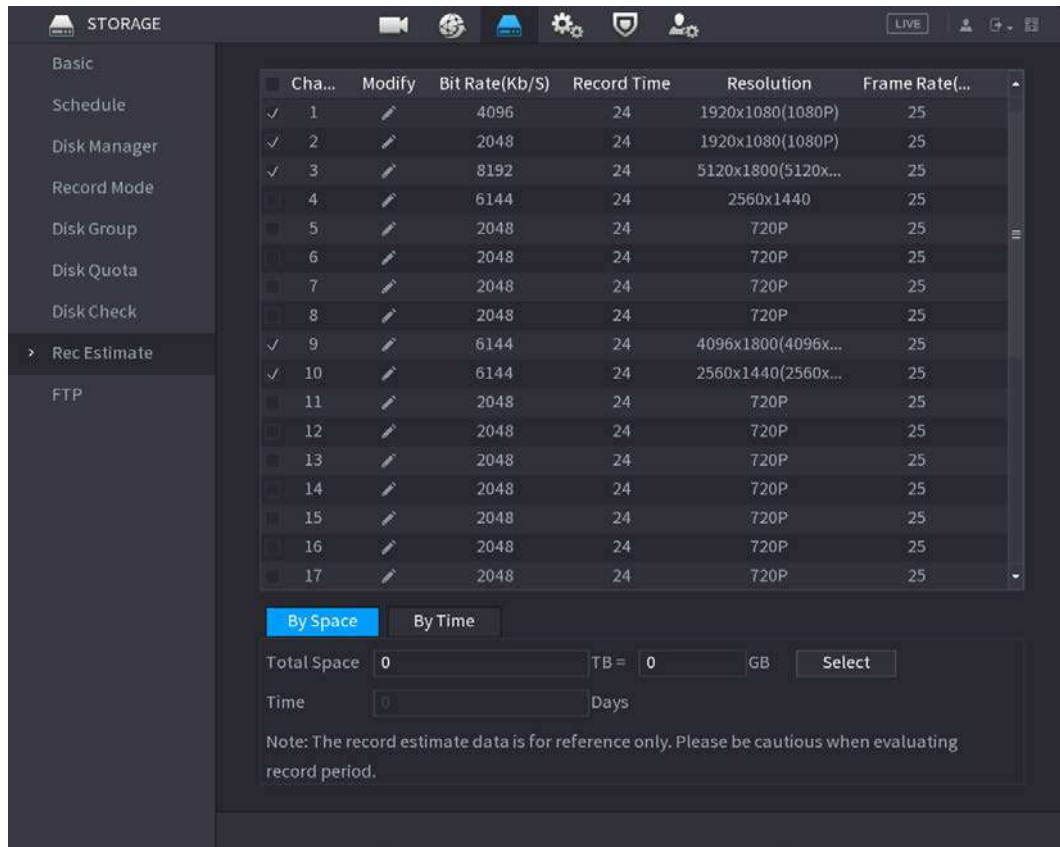 STORAGE LIVE
Basic
Schedule
Disk Manager
Record Mode
Disk Group
Disk Quota
Disk Check
Rec Estimate
FTP
Cha... Modify Bit Rate(Kb/S) Record Time Resolution Frame Rate(...
1 4096 24 1920x1080(1080P) 25
2 2048 24 1920x1080(1080P) 25
3 8192 24 5120x1800(5120x... 25
4 6144 24 2560x1440 25
5 2048 24 720P 25
6 2048 24 720P 25
7 2048 24 720P 25
8 2048 24 720P 25
9 6144 24 4096x1800(4096x... 25
10 6144 24 2560x1440(2560x... 25
11 2048 24 720P 25
12 2048 24 720P 25
13 2048 24 720P 25
14 2048 24 720P 25
15 2048 24 720P 25
16 2048 24 720P 25
17 2048 24 720P 25
By Space By Time
Total Space 0 TB = 0 GB Select
Time 0 Days
Note: The record estimate data is for reference only. Please be cautious when evaluating
record period.